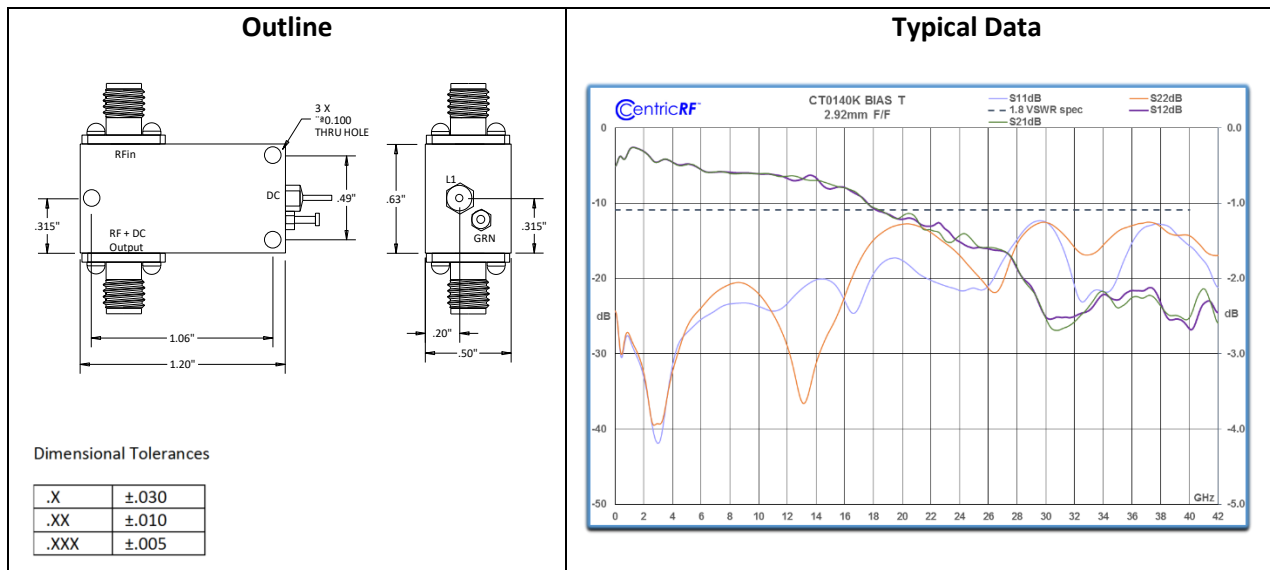 Outline
3 X
"#0.100
THRU HOLE
RFin
DC
.49"
.315"
RF + DC
Output
1.06"
1.20"
L1
.63"
.315"
GRN
.20"
.50"
Dimensional Tolerances
.X ±.030
.XX ±.010
.XXX ±.005
Typical Data
CentricRF™
CT0140K BIAS T
2.92mm F/F
S11dB
S22dB
1.8 VSWR spec
S12dB
S21dB
0
-10
-20
dB
-30
-40
-50
0.0
-1.0
-2.0
dB
-3.0
-4.0
-5.0
GHz
0 2 4 6 8 10 12 14 16 18 20 22 24 26 28 30 32 34 36 38 40 42